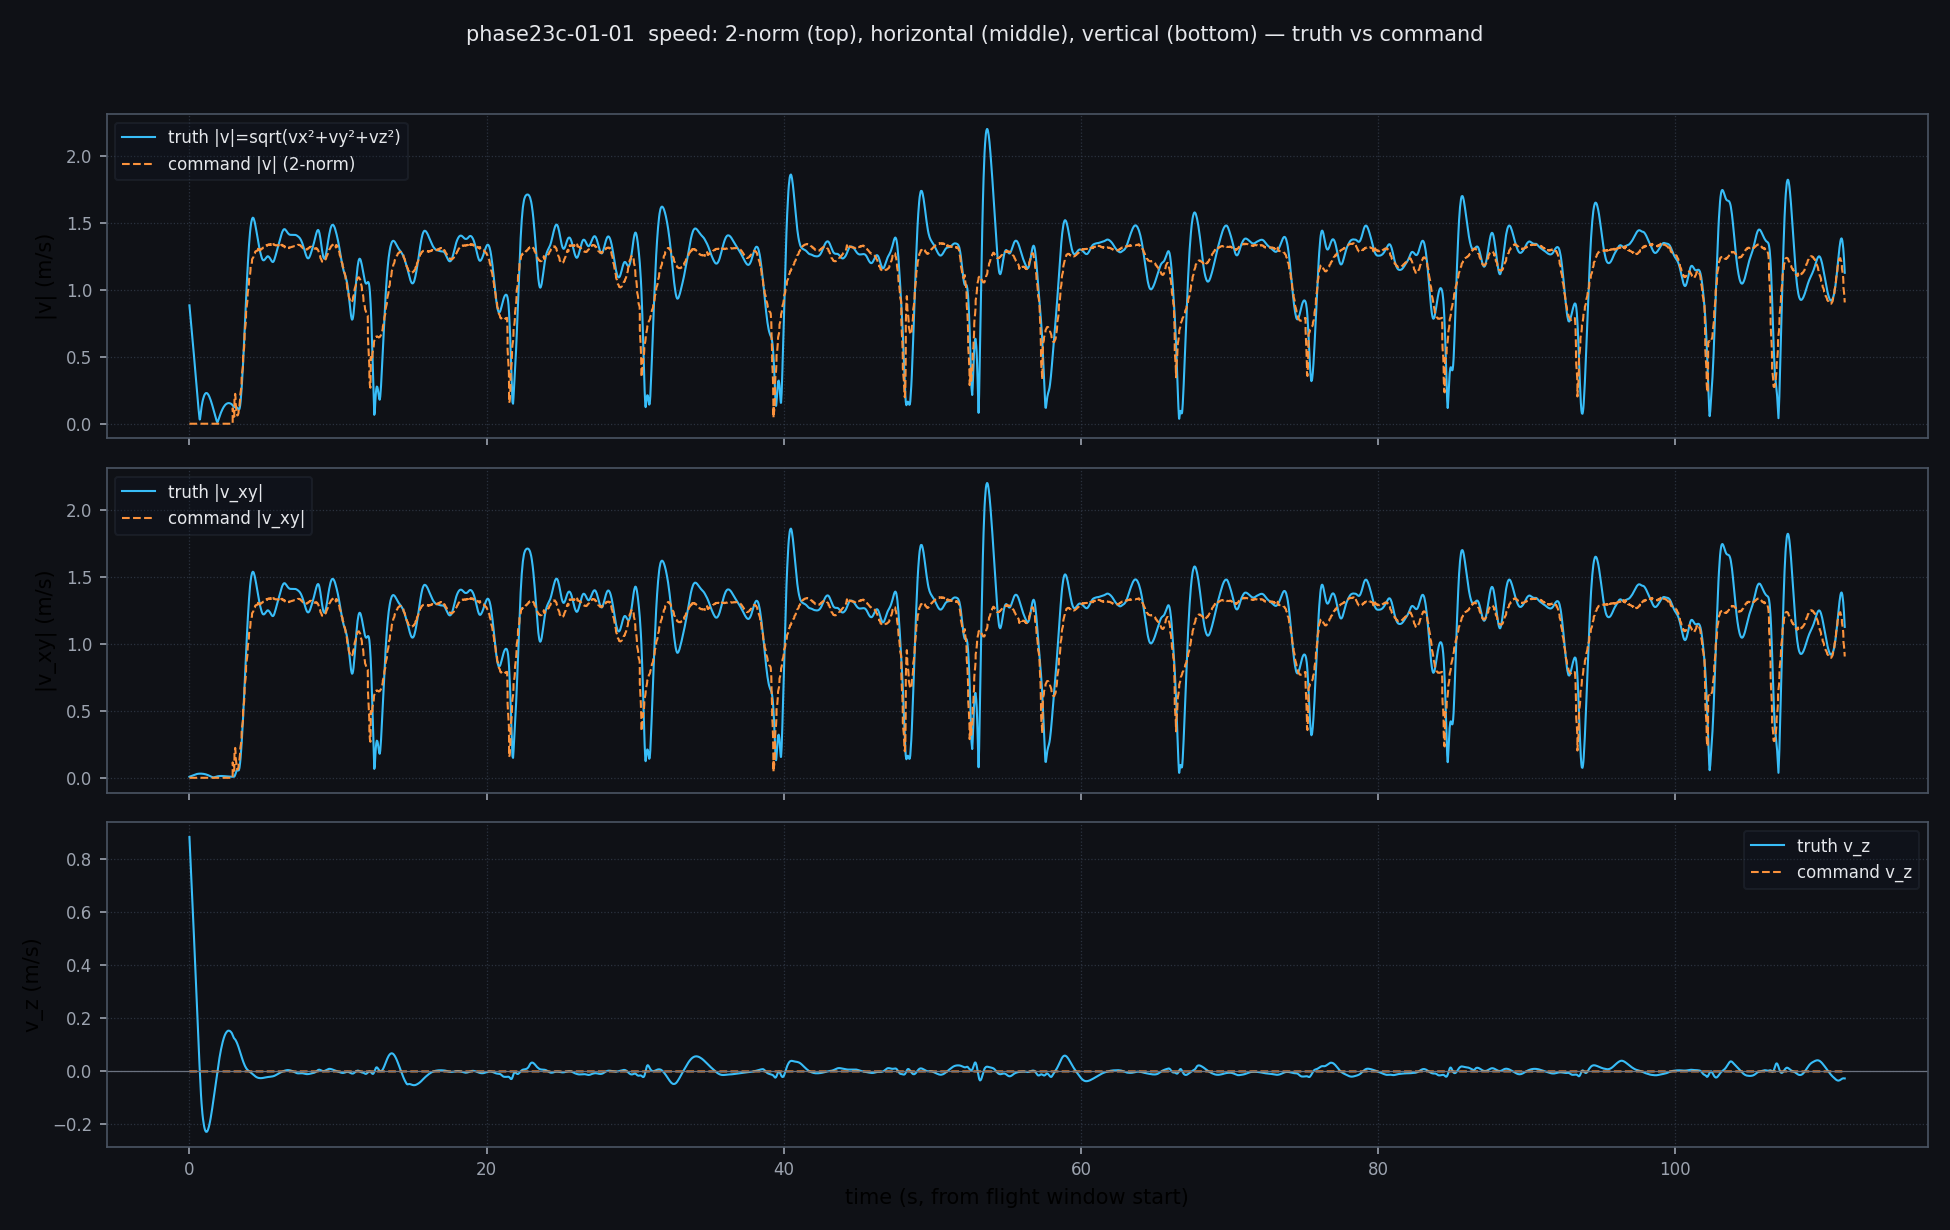 phase23c-01-01  speed: 2-norm (top), horizontal (middle), vertical (bottom) — truth vs command
|v| (m/s)
2.0
1.5
1.0
0.5
0.0
truth |v|=sqrt(vx²+vy²+vz²)
command |v| (2-norm)
|v_xy| (m/s)
2.0
1.5
1.0
0.5
0.0
truth |v_xy|
command |v_xy|
v_z (m/s)
0.8
0.6
0.4
0.2
0.0
−0.2
truth v_z
command v_z
0
20
40
60
80
100
time (s, from flight window start)